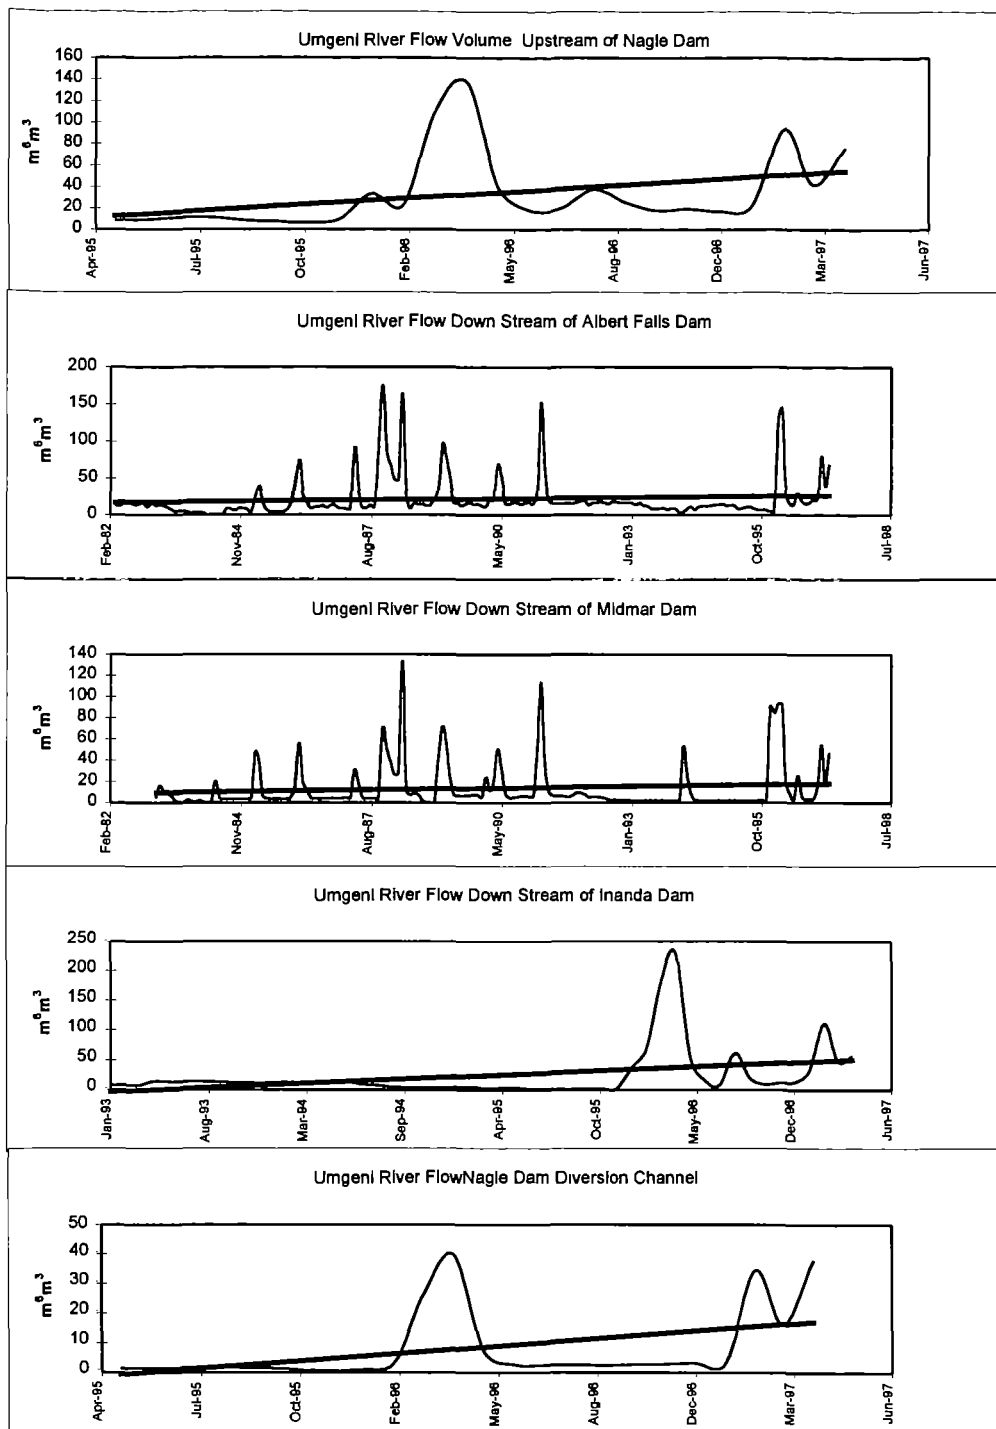 Umgeni River Flow Volume Upstream of Nagle Dam
160
140
120
100
80
60
40
20
0
m⁶m³
Apr-95
Jul-95
Oct-95
Feb-96
May-96
Aug-96
Dec-96
Mar-97
Jun-97
Umgeni River Flow Down Stream of Albert Falls Dam
200
150
100
50
0
m⁶m³
Feb-82
Nov-84
Aug-87
May-90
Jan-93
Oct-95
Jul-98
Umgeni River Flow Down Stream of Midmar Dam
140
120
100
80
60
40
20
0
m⁶m³
Feb-82
Nov-84
Aug-87
May-90
Jan-93
Oct-95
Jul-98
Umgeni River Flow Down Stream of Inanda Dam
250
200
150
100
50
0
m⁶m³
Jan-93
Aug-93
Mar-94
Sep-94
Apr-95
Oct-95
May-96
Dec-96
Jun-97
Umgeni River FlowNagle Dam Diversion Channel
50
40
30
20
10
0
m⁶m³
Apr-95
Jul-95
Oct-95
Feb-96
May-96
Aug-96
Dec-96
Mar-97
Jun-97